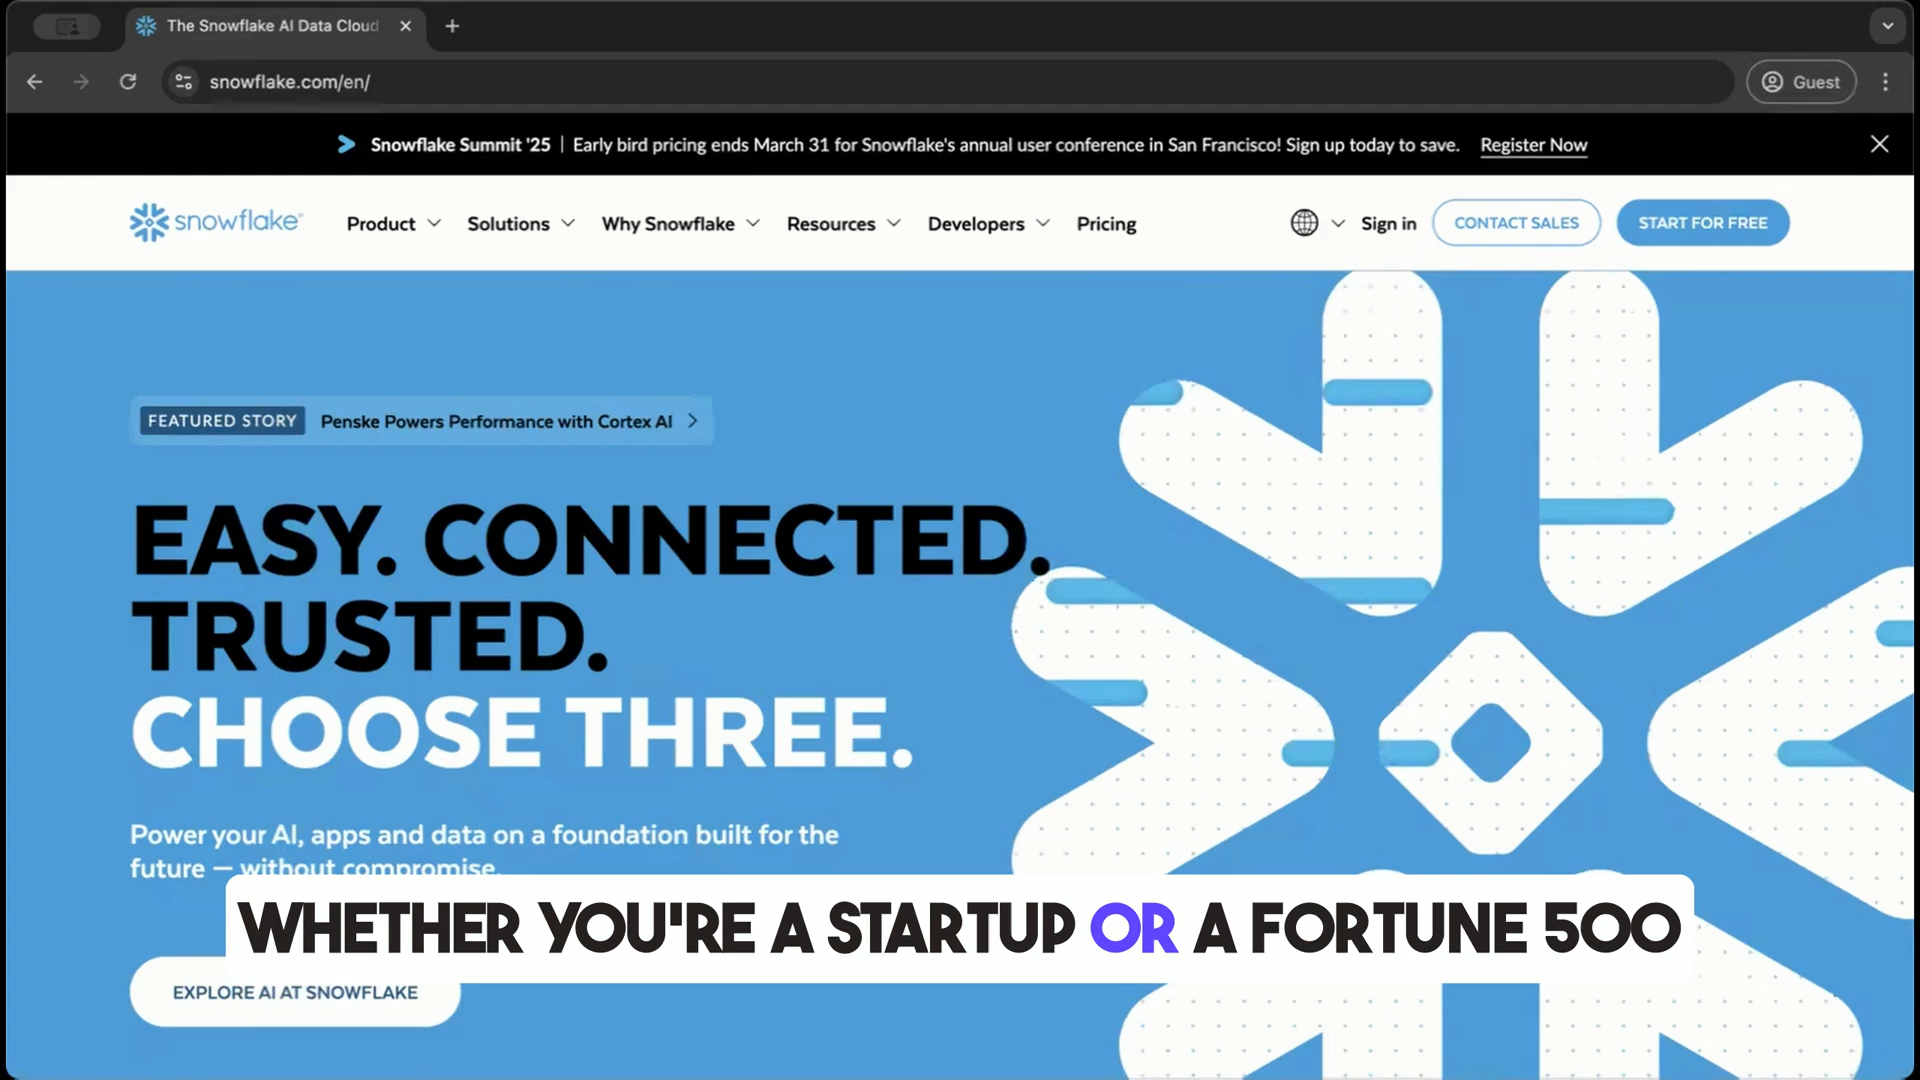 The Snowflake AI Data Cloud
snowflake.com/en/
Guest
Snowflake Summit '25 | Early bird pricing ends March 31 for Snowflake's annual user conference in San Francisco! Sign up today to save. Register Now
snowflake®
Product
Solutions
Why Snowflake
Resources
Developers
Pricing
Sign in
CONTACT SALES
START FOR FREE
FEATURED STORY
Penske Powers Performance with Cortex AI
EASY. CONNECTED.
TRUSTED.
CHOOSE THREE.
Power your AI, apps and data on a foundation built for the
future — without compromise.
WHETHER YOU'RE A STARTUP OR A FORTUNE 500
EXPLORE AI AT SNOWFLAKE